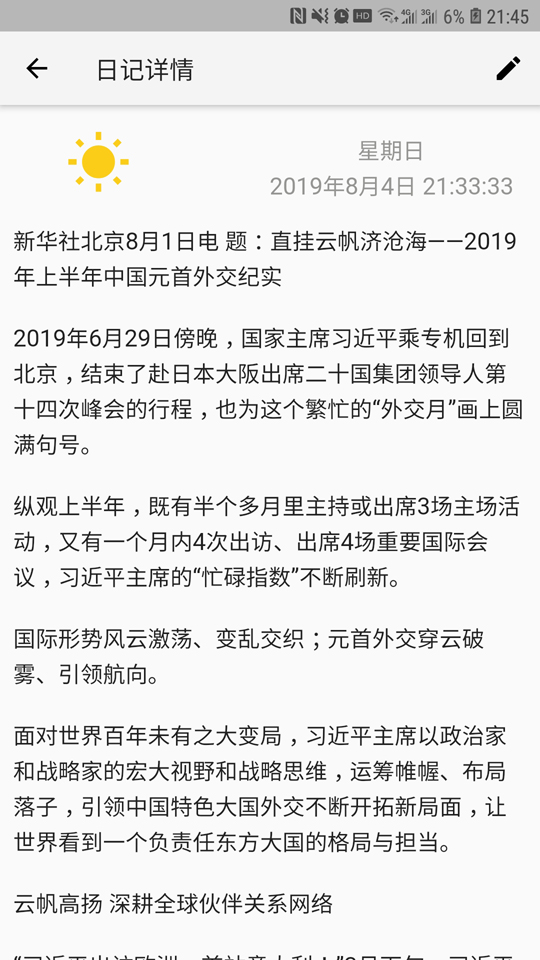 HD 4G 3G 6% 21:45
日记详情
星期日
2019年8月4日 21:33:33
新华社北京8月1日电 题：直挂云帆济沧海——2019
年上半年中国元首外交纪实
2019年6月29日傍晚，国家主席习近平乘专机回到
北京，结束了赴日本大阪出席二十国集团领导人第
十四次峰会的行程，也为这个繁忙的“外交月”画上圆
满句号。
纵观上半年，既有半个多月里主持或出席3场主场活
动，又有一个月内4次出访、出席4场重要国际会
议，习近平主席的“忙碌指数”不断刷新。
国际形势风云激荡、变乱交织；元首外交穿云破
雾、引领航向。
面对世界百年未有之大变局，习近平主席以政治家
和战略家的宏大视野和战略思维，运筹帷幄、布局
落子，引领中国特色大国外交不断开拓新局面，让
世界看到一个负责任东方大国的格局与担当。
云帆高扬 深耕全球伙伴关系网络